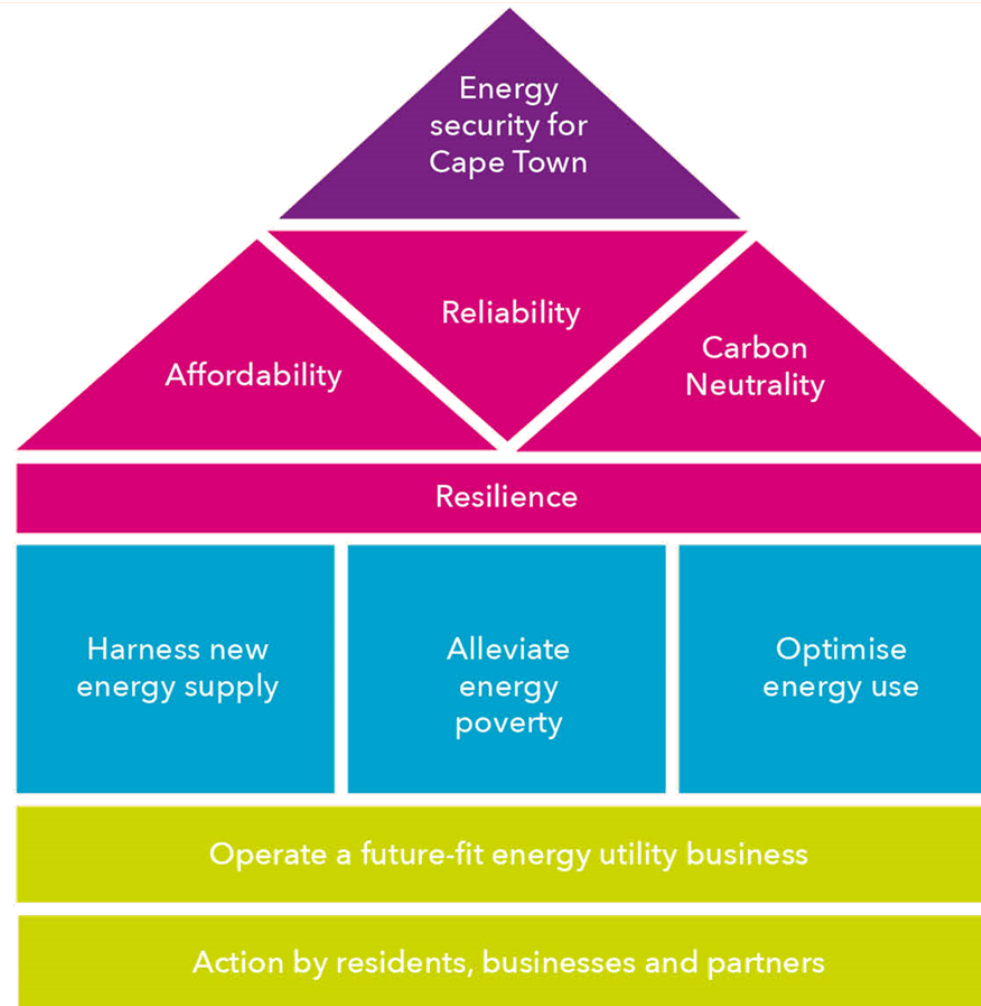 Energy
security for
Cape Town
Reliability
Affordability
Carbon
Neutrality
Resilience
Harness new
energy supply
Alleviate
energy
poverty
Optimise
energy use
Operate a future-fit energy utility business
Action by residents, businesses and partners